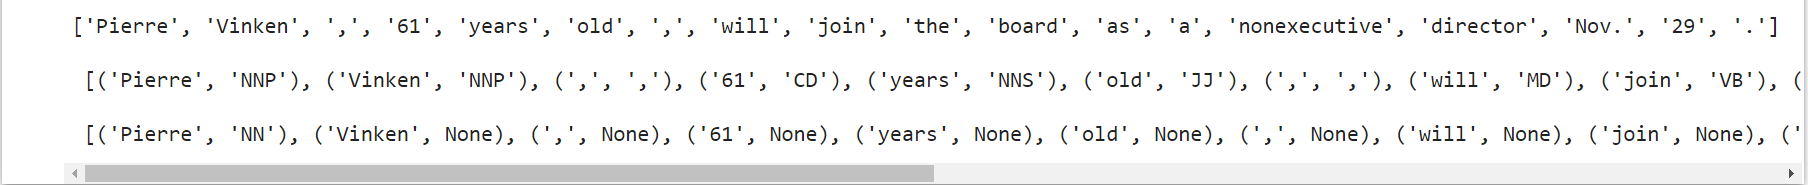 ['Pierre', 'Vinken', ',', '61', 'years', 'old', ',', 'will', 'join', 'the', 'board', 'as', 'a', 'nonexecutive', 'director', 'Nov.', '29', '.']
[('Pierre', 'NNP'), ('Vinken', 'NNP'), (',', ','), ('61', 'CD'), ('years', 'NNS'), ('old', 'JJ'), (',', ','), ('will', 'MD'), ('join', 'VB'), (
[('Pierre', 'NN'), ('Vinken', None), (',', None), ('61', None), ('years', None), ('old', None), (',', None), ('will', None), ('join', None), ('